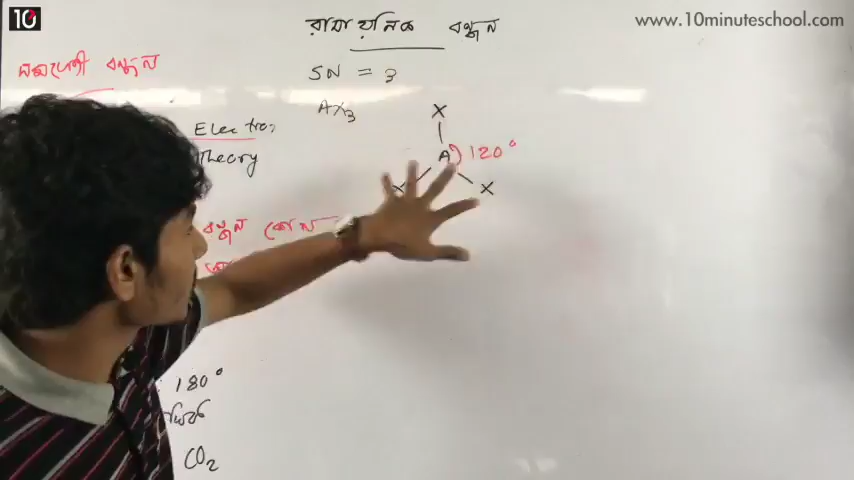 10
www.10minuteschool.com
রাসায়নিক বন্ধন
সমযোজী বন্ধন
SN = 3
AX3
X
Electron
A 120°
Theory
X
বন্ধন কোন
180°
CO2